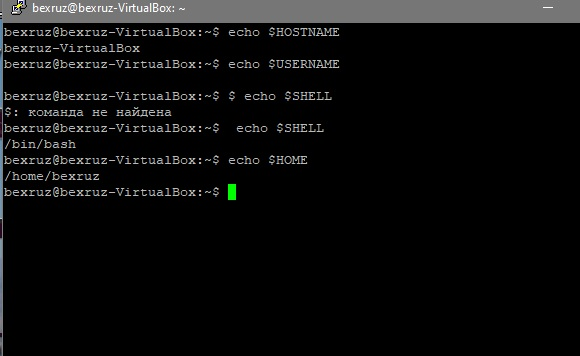 bexruz@bexruz-VirtualBox: ~
bexruz@bexruz-VirtualBox:~$ echo $HOSTNAME
bexruz-VirtualBox
bexruz@bexruz-VirtualBox:~$ echo $USERNAME
bexruz@bexruz-VirtualBox:~$ $ echo $SHELL
$: команда не найдена
bexruz@bexruz-VirtualBox:~$  echo $SHELL
/bin/bash
bexruz@bexruz-VirtualBox:~$ echo $HOME
/home/bexruz
bexruz@bexruz-VirtualBox:~$